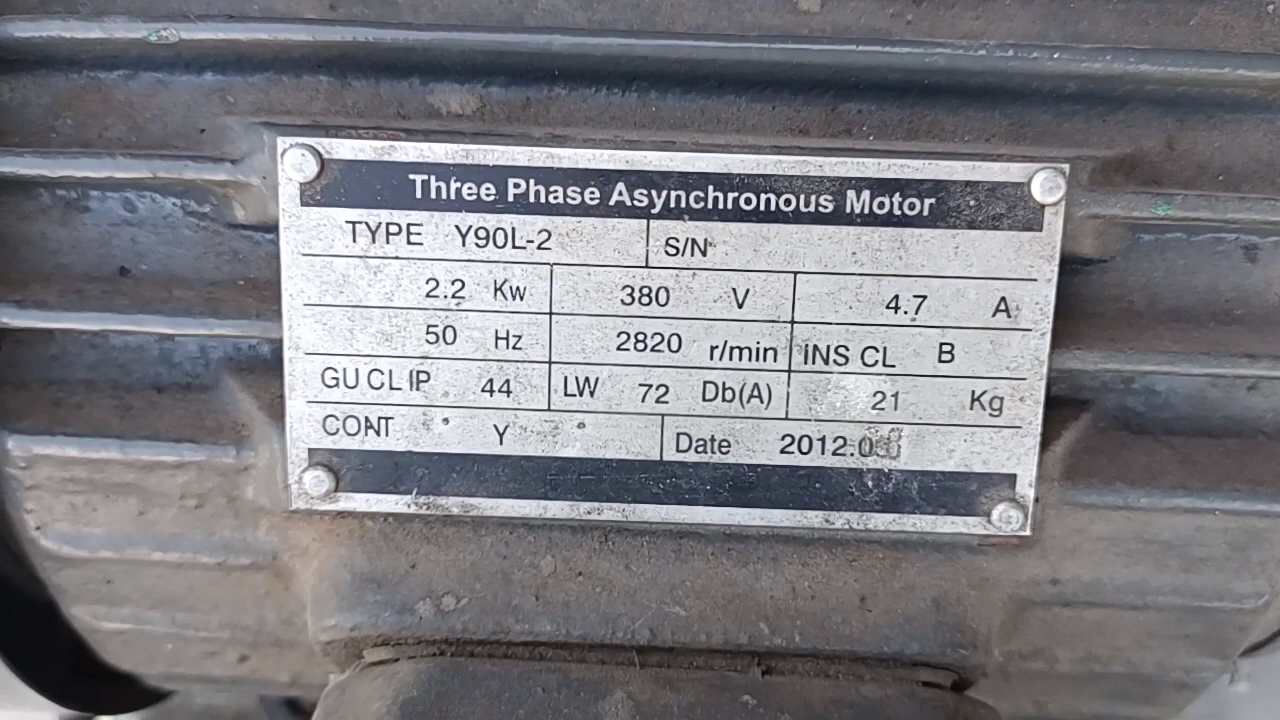 Three Phase Asynchronous Motor
TYPE Y90L-2 S/N
2.2 Kw 380 V 4.7 A
50 Hz 2820 r/min INS CL B
GU CL IP 44 LW 72 Db(A) 21 Kg
CONT Y Date 2012.08